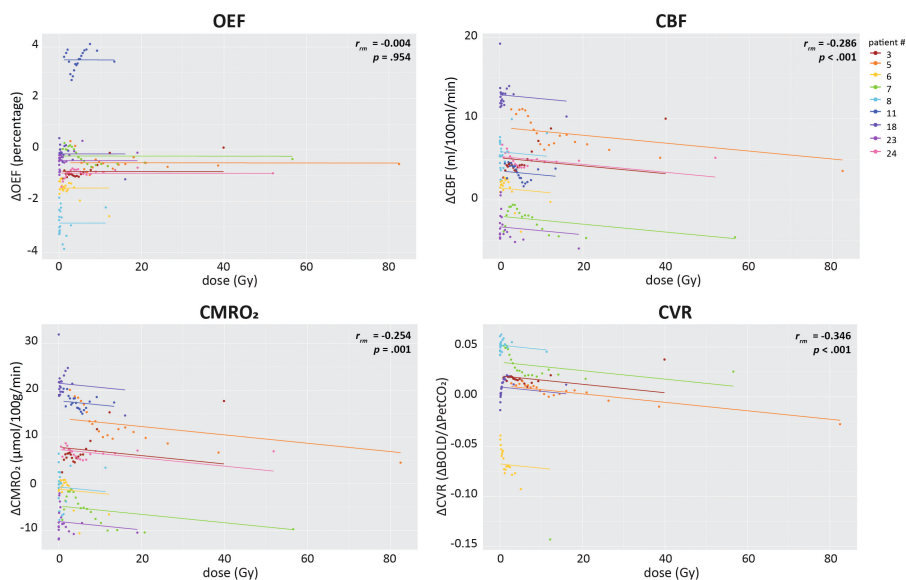 OEF
r_rm = -0.004
p = .954
ΔOEF (percentage)
4
2
0
-2
-4
0
20
40
60
80
dose (Gy)
CBF
r_rm = -0.286
p < .001
ΔCBF (ml/100ml/min)
20
10
0
0
20
40
60
80
dose (Gy)
patient #
3
5
6
7
8
11
18
23
24
CMRO₂
r_rm = -0.254
p = .001
ΔCMRO₂ (μmol/100g/min)
30
20
10
0
-10
0
20
40
60
80
dose (Gy)
CVR
r_rm = -0.346
p < .001
ΔCVR (ΔBOLD/ΔPetCO₂)
0.05
0.00
-0.05
-0.10
-0.15
0
20
40
60
80
dose (Gy)